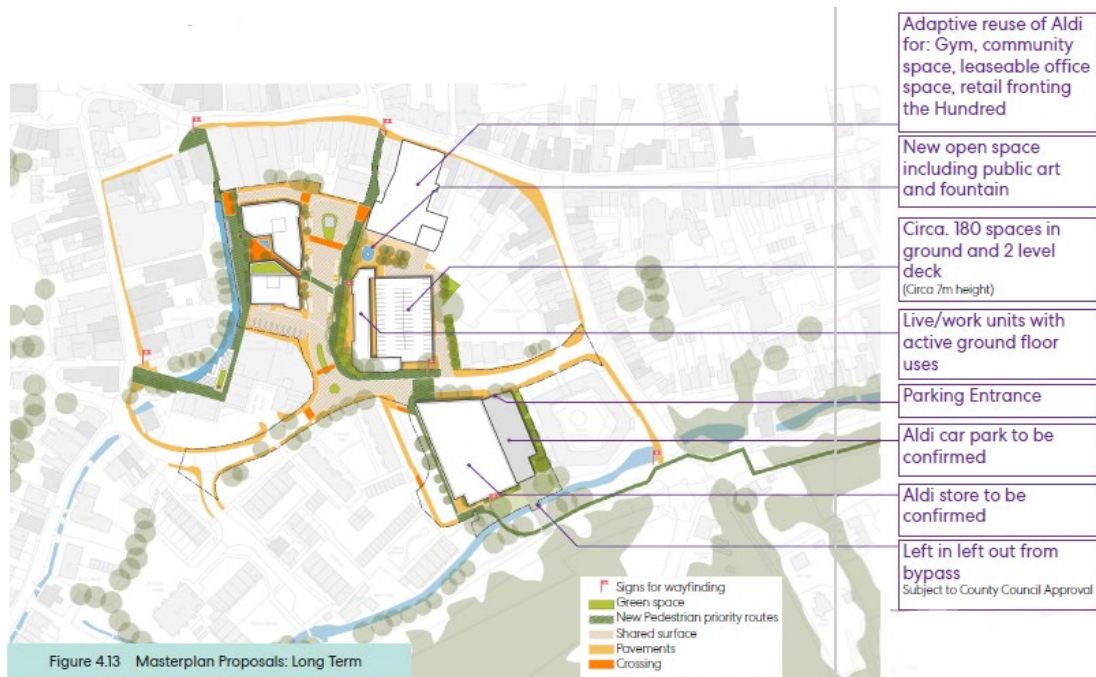 Adaptive reuse of Aldi
for: Gym, community
space, leaseable office
space, retail fronting
the Hundred
New open space
including public art
and fountain
Circa. 180 spaces in
ground and 2 level
deck
(Circa 7m height)
Live/work units with
active ground floor
uses
Parking Entrance
Aldi car park to be
confirmed
Aldi store to be
confirmed
Left in left out from
bypass
Subject to County Council Approval
Signs for wayfinding
Green space
New Pedestrian priority routes
Shared surface
Pavements
Crossing
Figure 4.13 Masterplan Proposals: Long Term